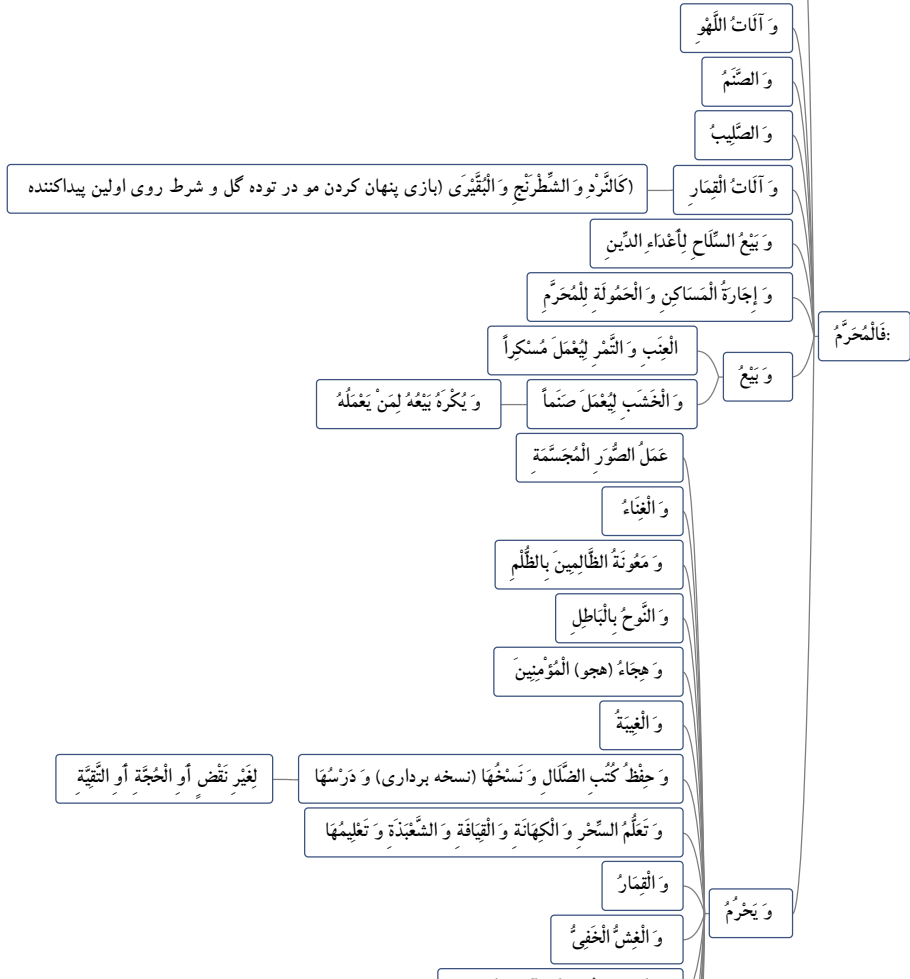 فَالْمُحَرَّمُ:
وَ آلَاتُ اللَّهْوِ
وَ الصَّنَمُ
وَ الصَّلِيبُ
وَ آلَاتُ الْقِمَارِ
(كَالنَّرْدِ وَ الشِّطْرَنْجِ وَ الْبُقَّيْرَى (بازی پنهان کردن مو در توده گل و شرط روی اولین پیداکننده
وَ بَيْعُ السِّلَاحِ لِأَعْدَاءِ الدِّينِ
وَ إِجَارَةُ الْمَسَاكِنِ وَ الْحَمُولَةِ لِلْمُحَرَّمِ
وَ بَيْعُ
الْعِنَبِ وَ التَّمْرِ لِيُعْمَلَ مُسْكِراً
وَ الْخَشَبِ لِيُعْمَلَ صَنَماً
وَ يُكْرَهُ بَيْعُهُ لِمَنْ يَعْمَلُهُ
وَ يَحْرُمُ
عَمَلُ الصُّوَرِ الْمُجَسَّمَةِ
وَ الْغِنَاءُ
وَ مَعُونَةُ الظَّالِمِينَ بِالظُّلْمِ
وَ النَّوحُ بِالْبَاطِلِ
وَ هِجَاءُ (هجو) الْمُؤْمِنِينَ
وَ الْغِيبَةُ
وَ حِفْظُ كُتُبِ الضَّلَالِ وَ نَسْخُهَا (نسخه برداری) وَ دَرْسُهَا
لِغَيْرِ نَقْضٍ أَوِ الْحُجَّةِ أَوِ التَّقِيَّةِ
وَ تَعَلُّمُ السِّحْرِ وَ الْكِهَانَةِ وَ الْقِيَافَةِ وَ الشَّعْبَذَةِ وَ تَعْلِيمُهَا
وَ الْقِمَارُ
وَ الْغِشُّ الْخَفِيُّ